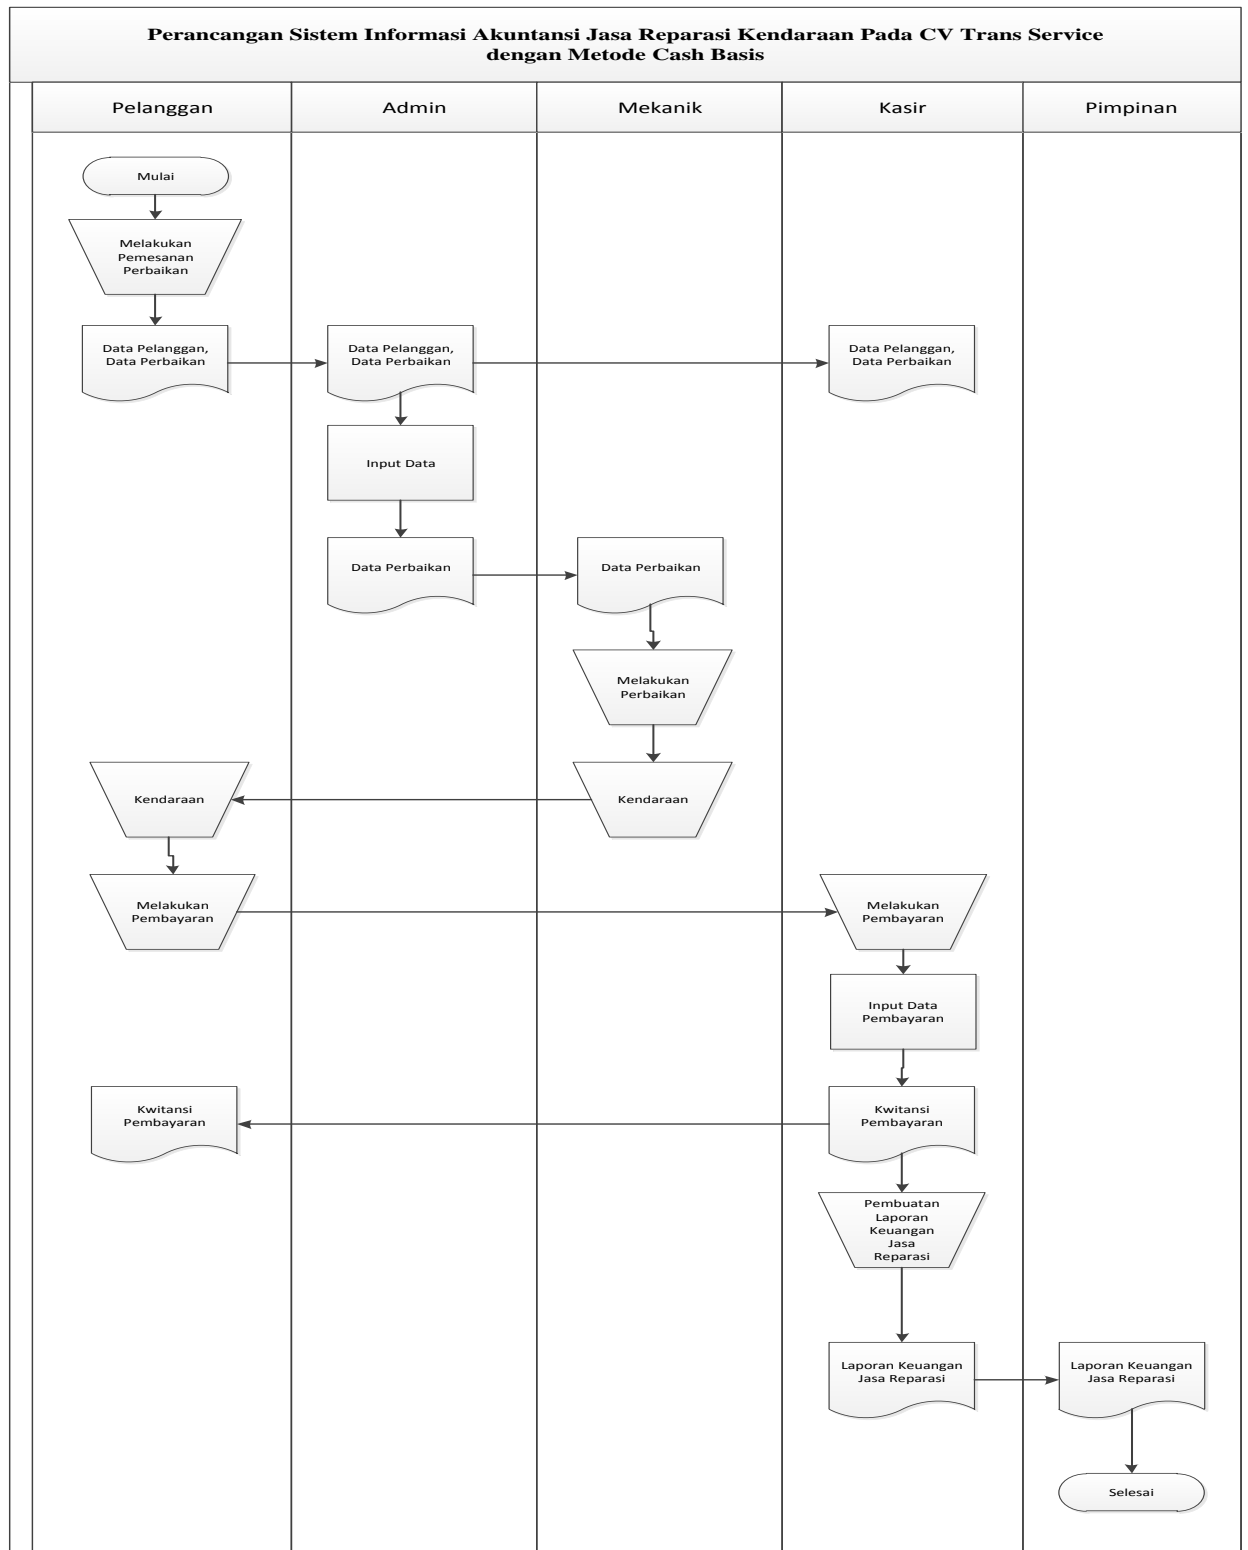 Perancangan Sistem Informasi Akuntansi Jasa Reparasi Kendaraan Pada CV Trans Service
dengan Metode Cash Basis
Pelanggan
Admin
Mekanik
Kasir
Pimpinan
Mulai
Melakukan
Pemesanan
Perbaikan
Data Pelanggan,
Data Perbaikan
Data Pelanggan,
Data Perbaikan
Data Pelanggan,
Data Perbaikan
Input Data
Data Perbaikan
Data Perbaikan
Melakukan
Perbaikan
Kendaraan
Kendaraan
Melakukan
Pembayaran
Melakukan
Pembayaran
Input Data
Pembayaran
Kwitansi
Pembayaran
Kwitansi
Pembayaran
Pembuatan
Laporan
Keuangan
Jasa
Reparasi
Laporan Keuangan
Jasa Reparasi
Laporan Keuangan
Jasa Reparasi
Selesai